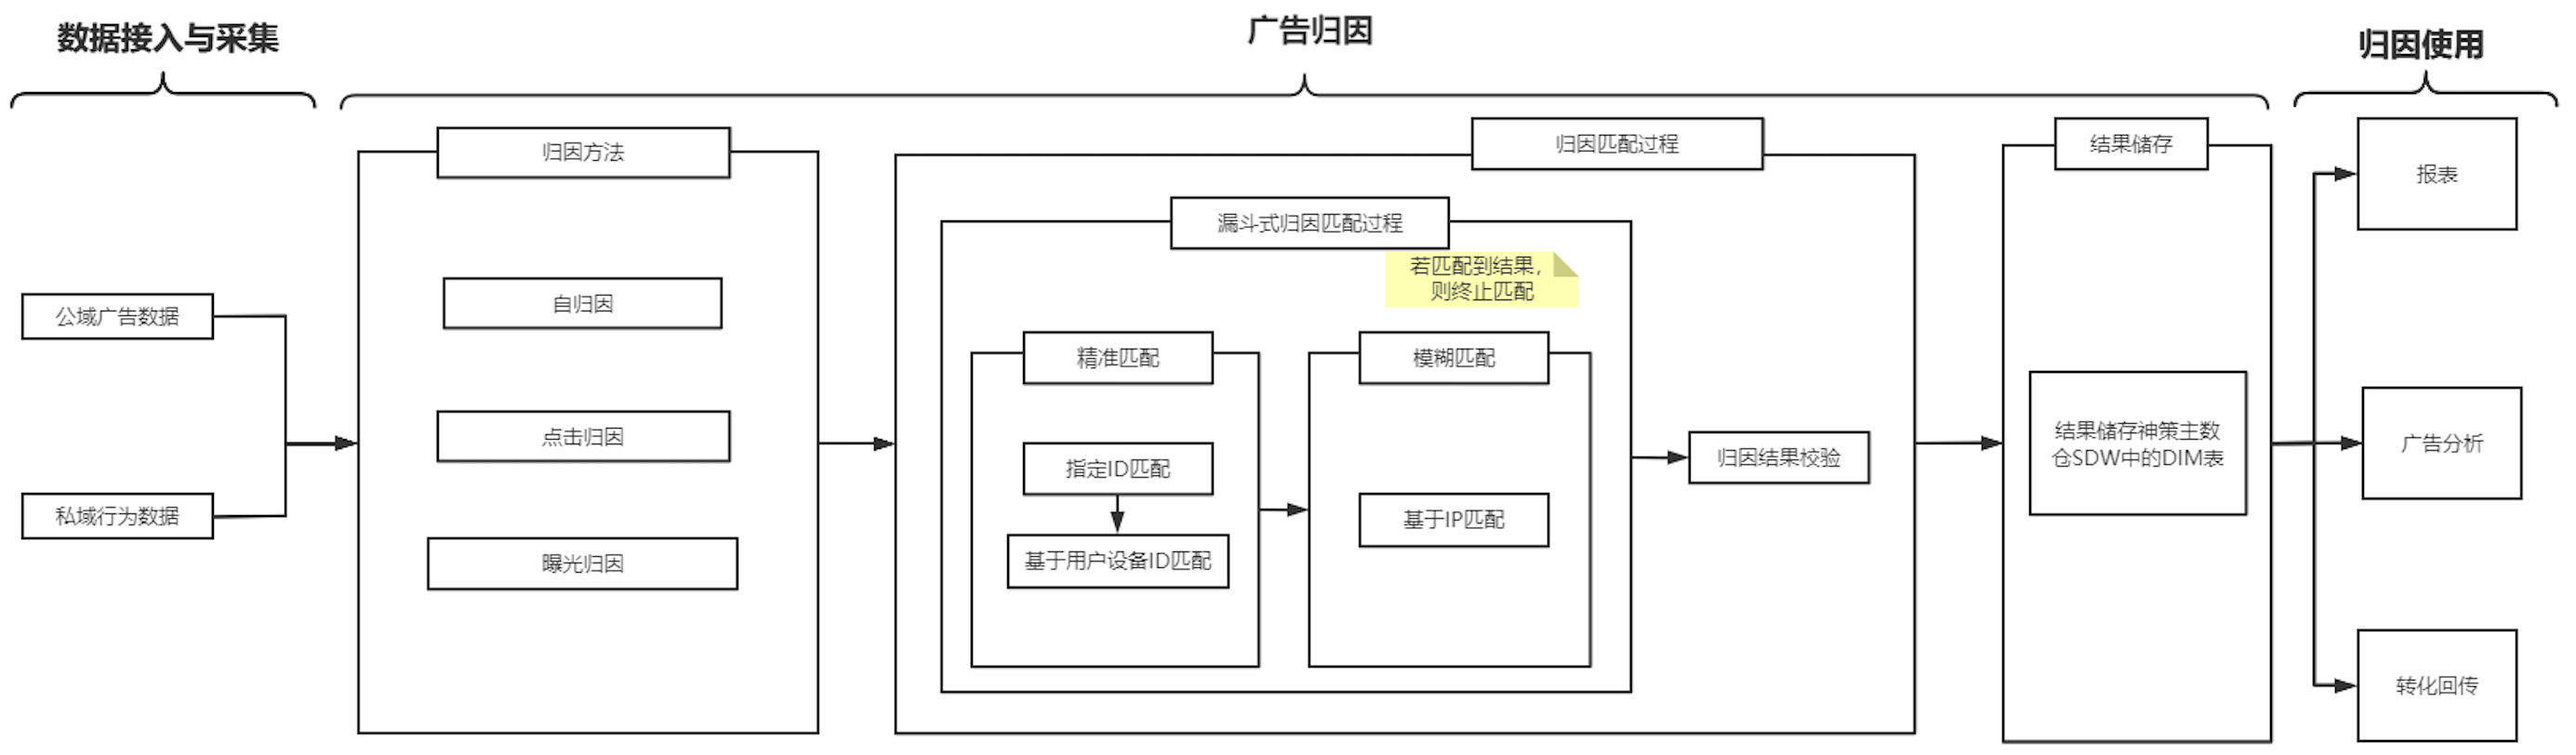 数据接入与采集
广告归因
归因使用
公域广告数据
私域行为数据
归因方法
自归因
点击归因
曝光归因
归因匹配过程
漏斗式归因匹配过程
若匹配到结果，
则终止匹配
精准匹配
指定ID匹配
基于用户设备ID匹配
模糊匹配
基于IP匹配
归因结果校验
结果储存
结果储存神策主数
仓SDW中的DIM表
报表
广告分析
转化回传